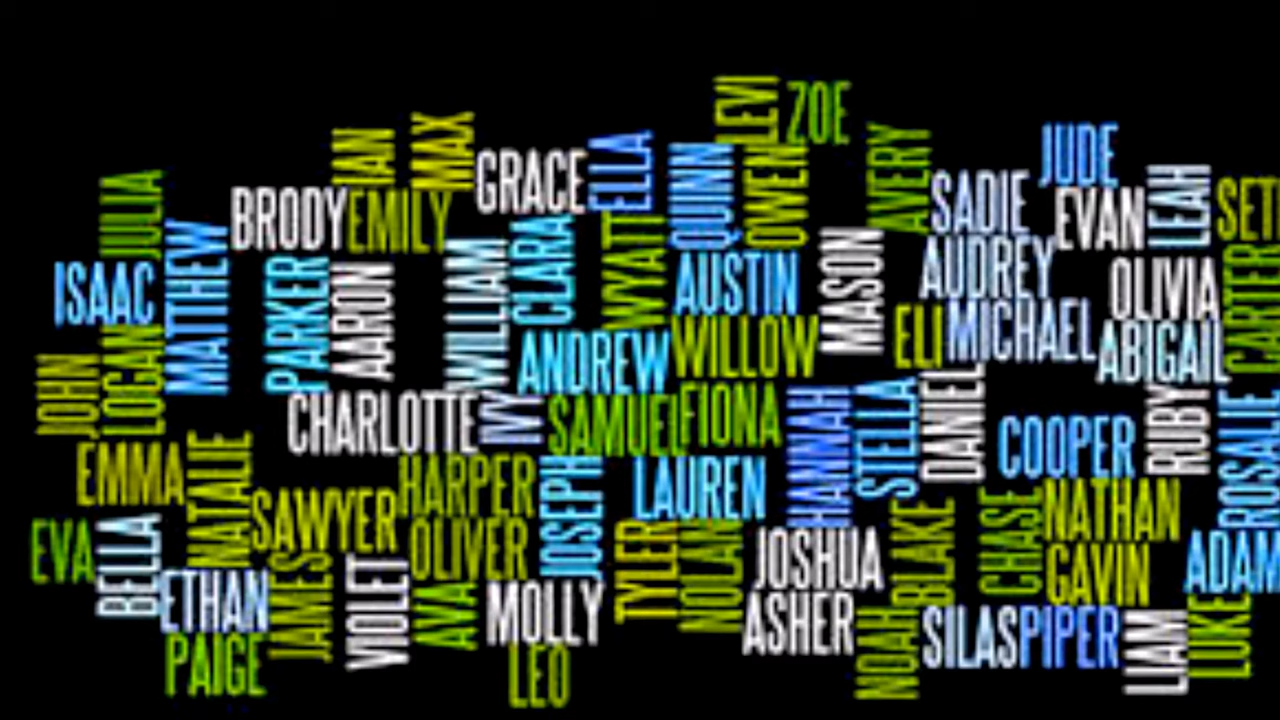 LEVI
ZOE
MAX
IAN
GRACE
ELLA
QUINN
OWEN
AVERY
JUDE
JULIA
BRODY
EMILY
SADIE
EVAN
LEAH
SET
MATTHEW
CLARA
WYATT
WILLIAM
MASON
AUDREY
ISAAC
PARKER
AARON
AUSTIN
OLIVIA
CARTER
LOGAN
ANDREW
WILLOW
ELI
MICHAEL
ABIGAIL
JOHN
CHARLOTTE
IVY
SAMUEL
FIONA
HANNAH
STELLA
DANIEL
COOPER
RUBY
ROSALIE
EMMA
NATALIE
HARPER
JOSEPH
LAUREN
SAWYER
OLIVER
TYLER
NOLAN
JOSHUA
BLAKE
CHASE
NATHAN
GAVIN
ADAM
EVA
BELLA
ETHAN
JAMES
VIOLET
AVA
MOLLY
ASHER
NOAH
SILAS
PIPER
LIAM
LUKE
PAIGE
LEO